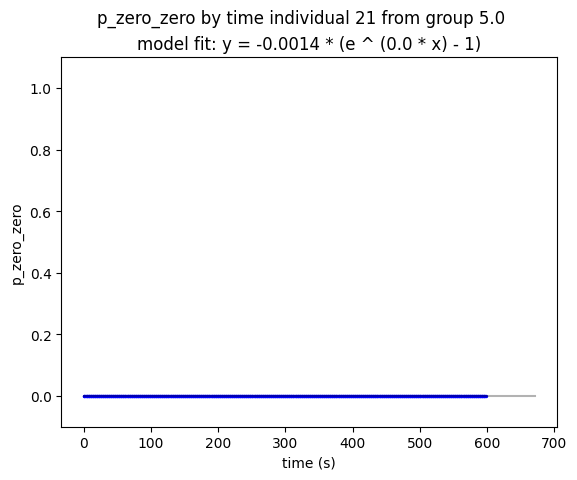 p_zero_zero by time individual 21 from group 5.0
model fit: y = -0.0014 * (e ^ (0.0 * x) - 1)
1.0
0.8
0.6
0.4
0.2
0.0
p_zero_zero
0 100 200 300 400 500 600 700
time (s)